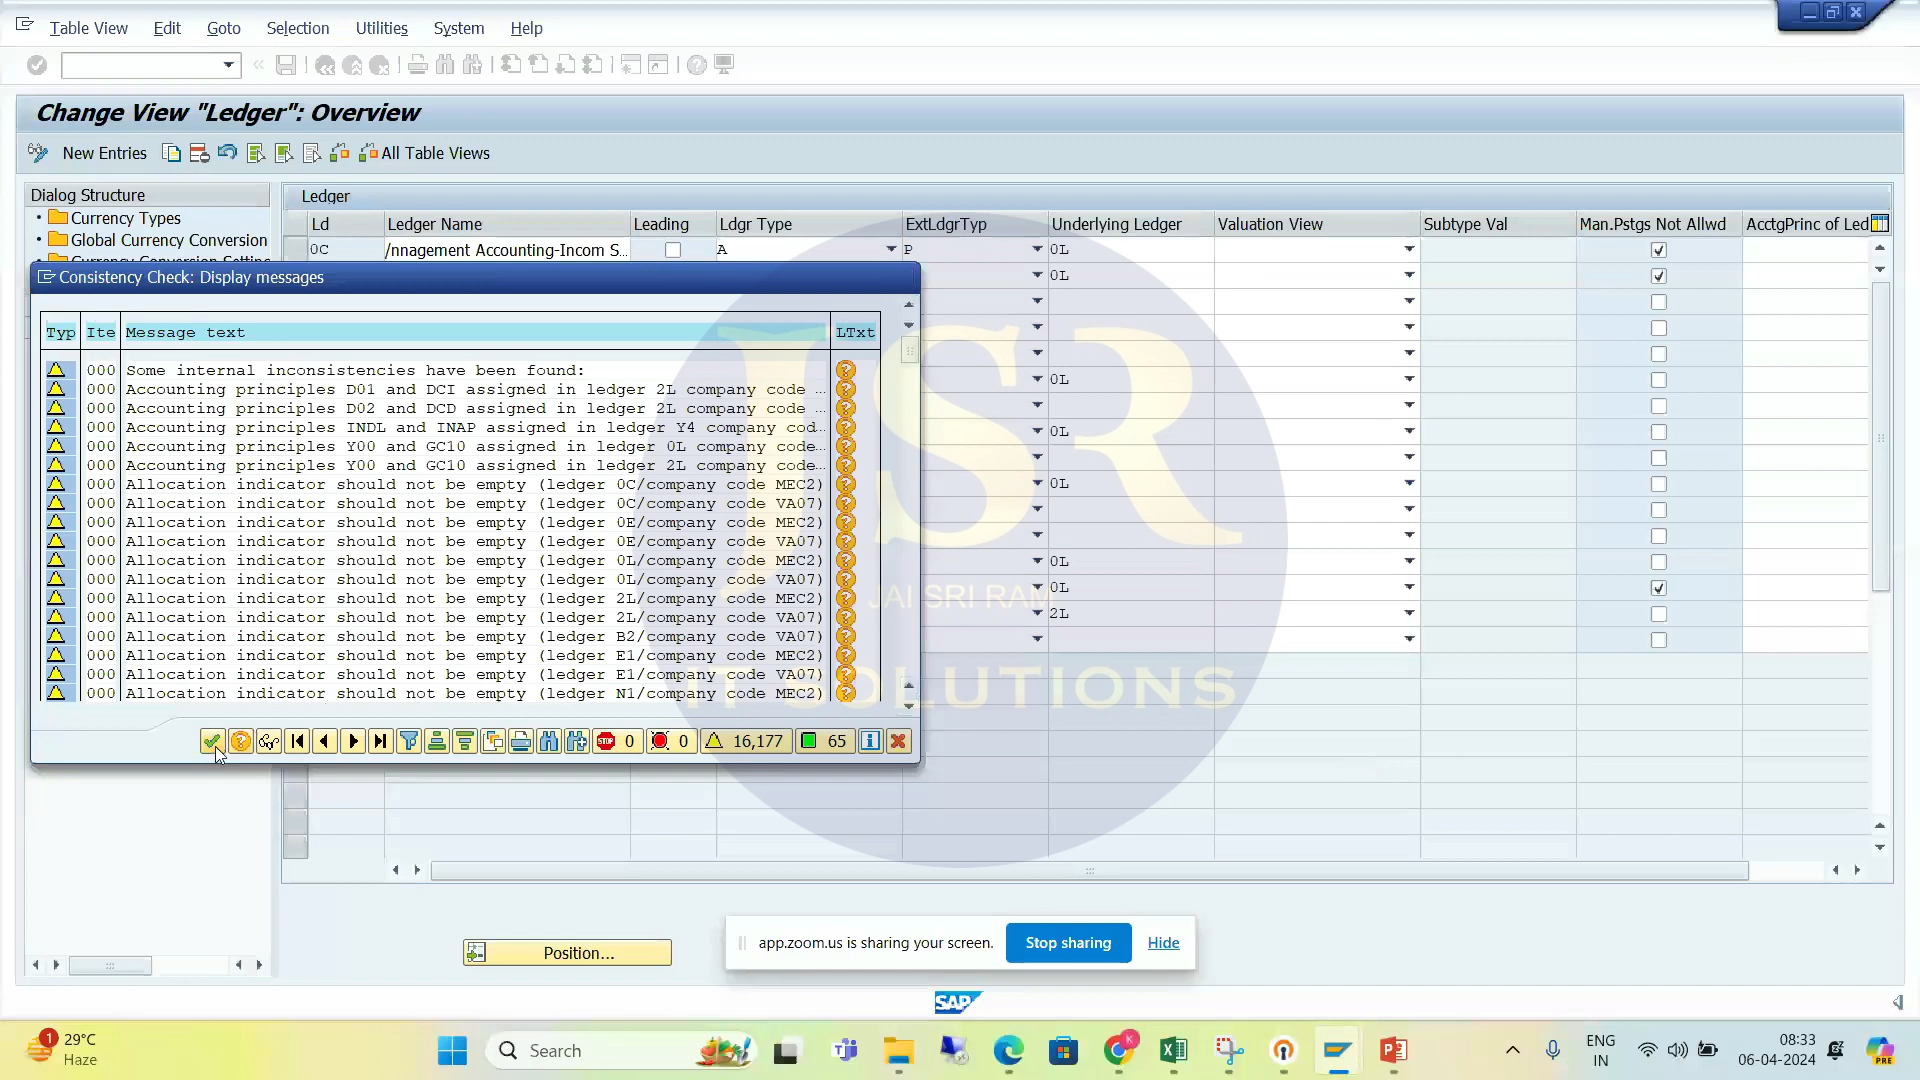 Table View Edit Goto Selection Utilities System Help
Change View "Ledger": Overview
New Entries All Table Views
Dialog Structure
Currency Types
Global Currency Conversion
Ledger
Ld Ledger Name Leading Ldgr Type ExtLdgrTyp Underlying Ledger Valuation View Subtype Val Man.Pstgs Not Allwd AcctgPrinc of Led
0C /nnagement Accounting-Incom S... A P 0L
0L
0L
0L
0L
0L
0L
2L
Consistency Check: Display messages
Typ Ite Message text LTxt
000 Some internal inconsistencies have been found:
000 Accounting principles D01 and DCI assigned in ledger 2L company code ...
000 Accounting principles D02 and DCD assigned in ledger 2L company code ...
000 Accounting principles INDL and INAP assigned in ledger Y4 company cod...
000 Accounting principles Y00 and GC10 assigned in ledger 0L company code...
000 Accounting principles Y00 and GC10 assigned in ledger 2L company code...
000 Allocation indicator should not be empty (ledger 0C/company code MEC2)
000 Allocation indicator should not be empty (ledger 0C/company code VA07)
000 Allocation indicator should not be empty (ledger 0E/company code MEC2)
000 Allocation indicator should not be empty (ledger 0E/company code VA07)
000 Allocation indicator should not be empty (ledger 0L/company code MEC2)
000 Allocation indicator should not be empty (ledger 0L/company code VA07)
000 Allocation indicator should not be empty (ledger 2L/company code MEC2)
000 Allocation indicator should not be empty (ledger 2L/company code VA07)
000 Allocation indicator should not be empty (ledger B2/company code VA07)
000 Allocation indicator should not be empty (ledger E1/company code MEC2)
000 Allocation indicator should not be empty (ledger E1/company code VA07)
000 Allocation indicator should not be empty (ledger N1/company code MEC2)
0 0 16,177 65
JSR
JAI SRI RAM
IT SOLUTIONS
Position...
app.zoom.us is sharing your screen. Stop sharing Hide
SAP
1 29°C
Haze
Search
ENG
IN
08:33
06-04-2024